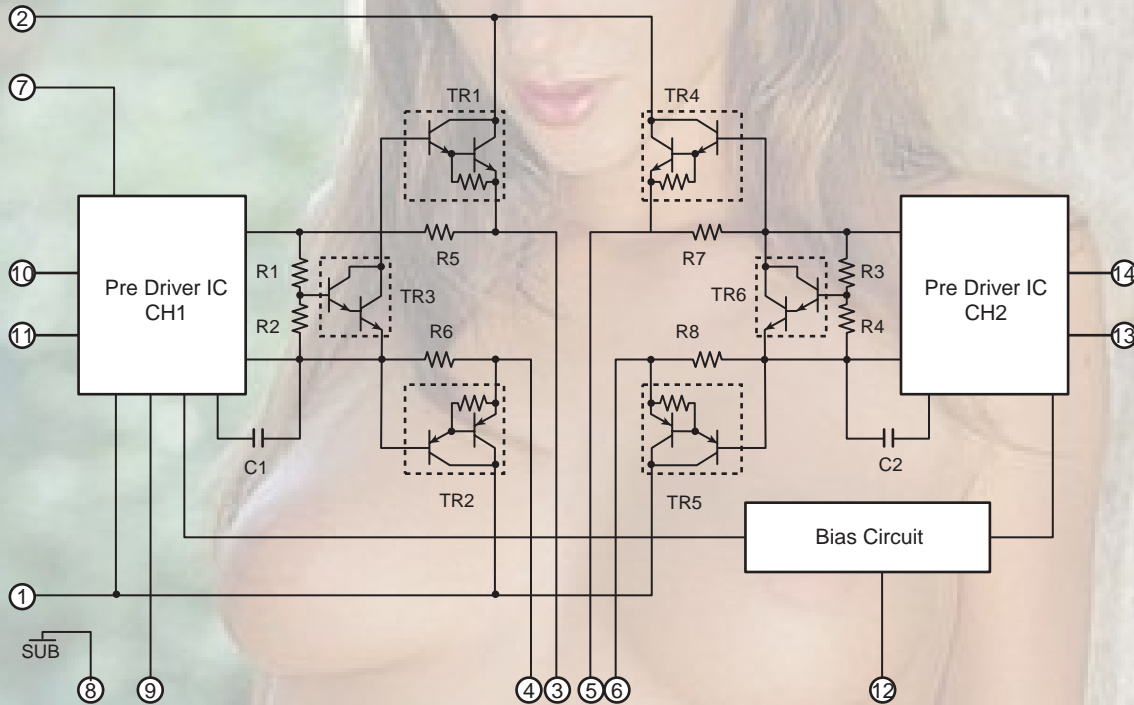 2
7
TR1
TR4
R1
R5
R7
R3
10
Pre Driver IC
CH1
TR3
TR6
Pre Driver IC
CH2
14
11
R2
R6
R8
R4
13
C1
TR2
TR5
C2
Bias Circuit
1
SUB
8
9
4
3
5
6
12